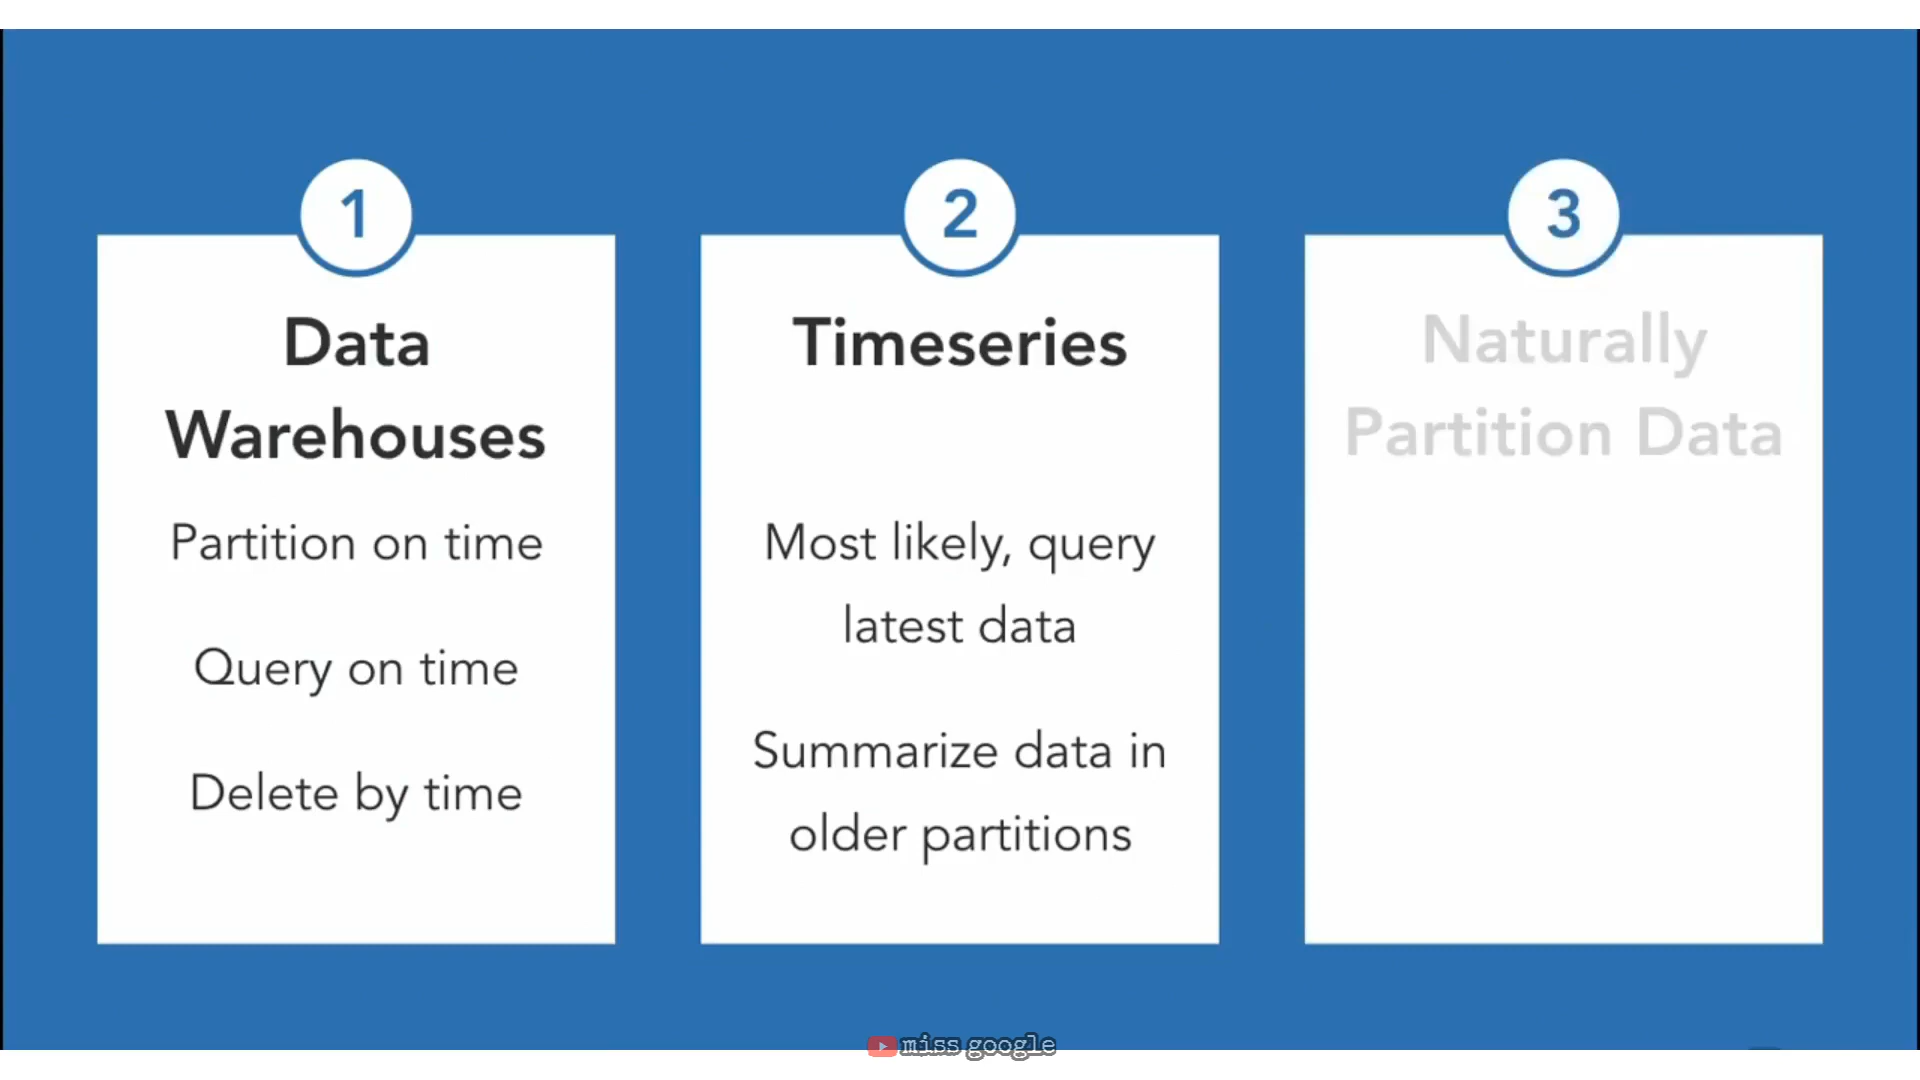 1
Data
Warehouses
Partition on time
Query on time
Delete by time
2
Timeseries
Most likely, query
latest data
Summarize data in
older partitions
3
Naturally
Partition Data
miss google